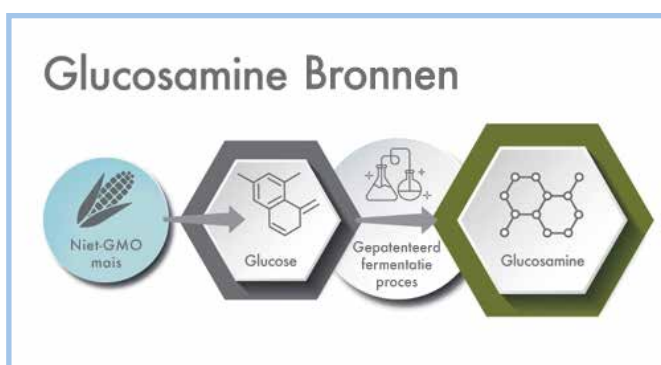 Glucosamine Bronnen
Niet-GMO
mais
Glucose
Gepatenteerd
fermentatie
proces
Glucosamine